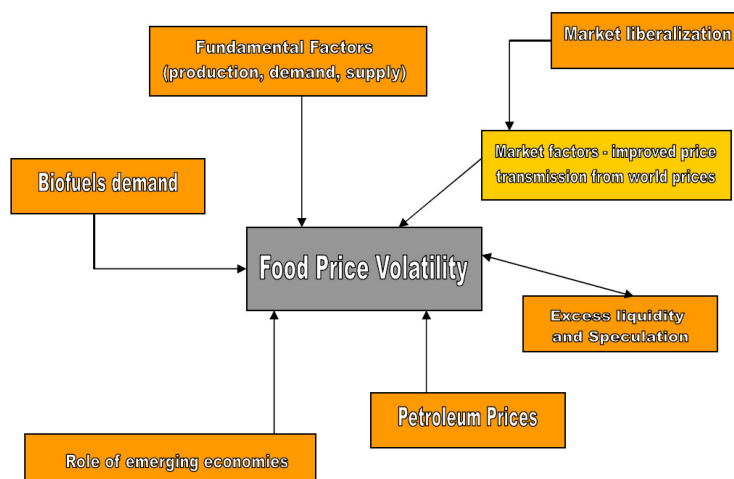 Fundamental Factors
(production, demand, supply)
Market liberalization
Market factors - improved price
transmission from world prices
Biofuels demand
Food Price Volatility
Excess liquidity
and Speculation
Petroleum Prices
Role of emerging economies